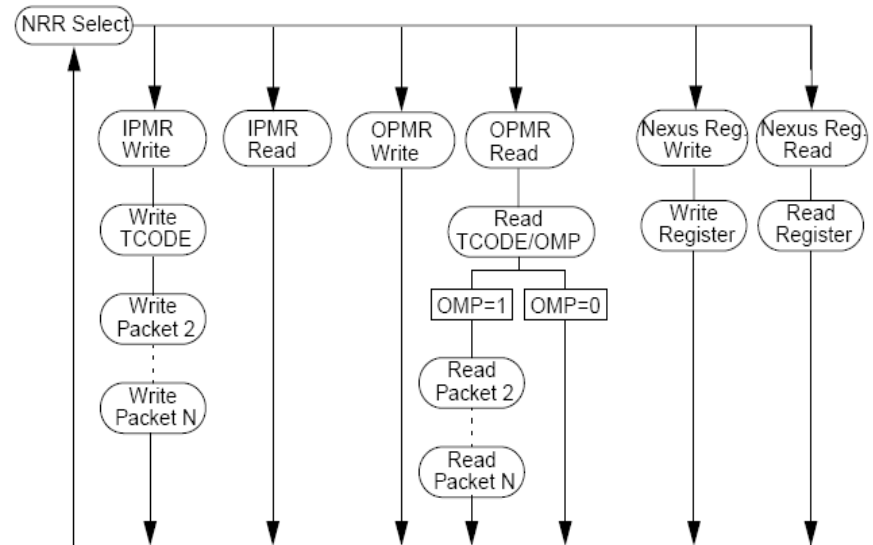 NRR Select
IPMR
Write
IPMR
Read
OPMR
Write
OPMR
Read
Nexus Reg.
Write
Nexus Reg.
Read
Write
TCODE
Read
TCODE/OMP
Write
Register
Read
Register
Write
Packet 2
OMP=1
OMP=0
Read
Packet 2
Write
Packet N
Read
Packet N